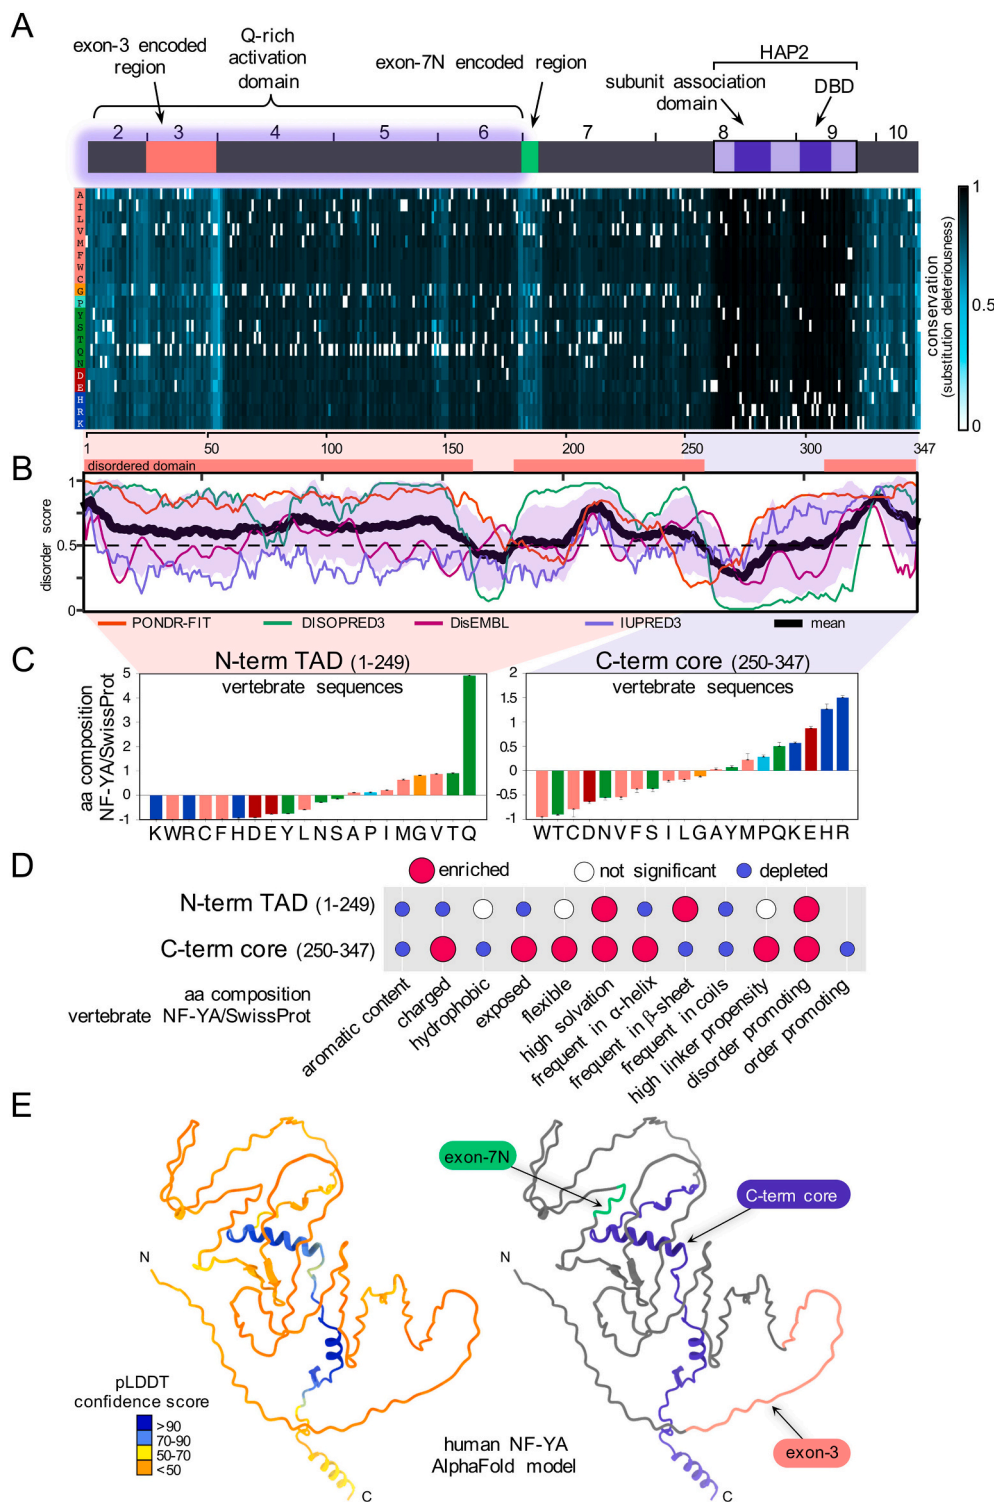 A
exon-3 encoded
region
Q-rich
activation
domain
exon-7N encoded region
HAP2
subunit association
domain
DBD
2 3 4 5 6 7 8 9 10
A
I
L
V
M
F
W
C
G
P
Y
S
T
Q
N
D
E
H
R
K
1
0.5
0
conservation
(substitution deleteriousness)
1 50 100 150 200 250 300 347
B
disordered domain
disorder score
1
0.5
0
PONDR-FIT DISOPRED3 DisEMBL IUPRED3 mean
C
N-term TAD (1-249)
vertebrate sequences
aa composition
NF-YA/SwissProt
5
4
3
2
1
0
-1
K W R C F H D E Y L N S A P I M G V T Q
C-term core (250-347)
vertebrate sequences
2
1.5
1
0.5
0
-0.5
-1
W T C D N V F S I L G A Y M P Q K E H R
D
enriched not significant depleted
N-term TAD (1-249)
C-term core (250-347)
aa composition
vertebrate NF-YA/SwissProt
aromatic content
charged
hydrophobic
exposed
flexible
high solvation
frequent in α-helix
frequent in β-sheet
frequent in coils
high linker propensity
disorder promoting
order promoting
E
exon-7N
C-term core
N
N
pLDDT
confidence score
>90
70-90
50-70
<50
human NF-YA
AlphaFold model
exon-3
C
C